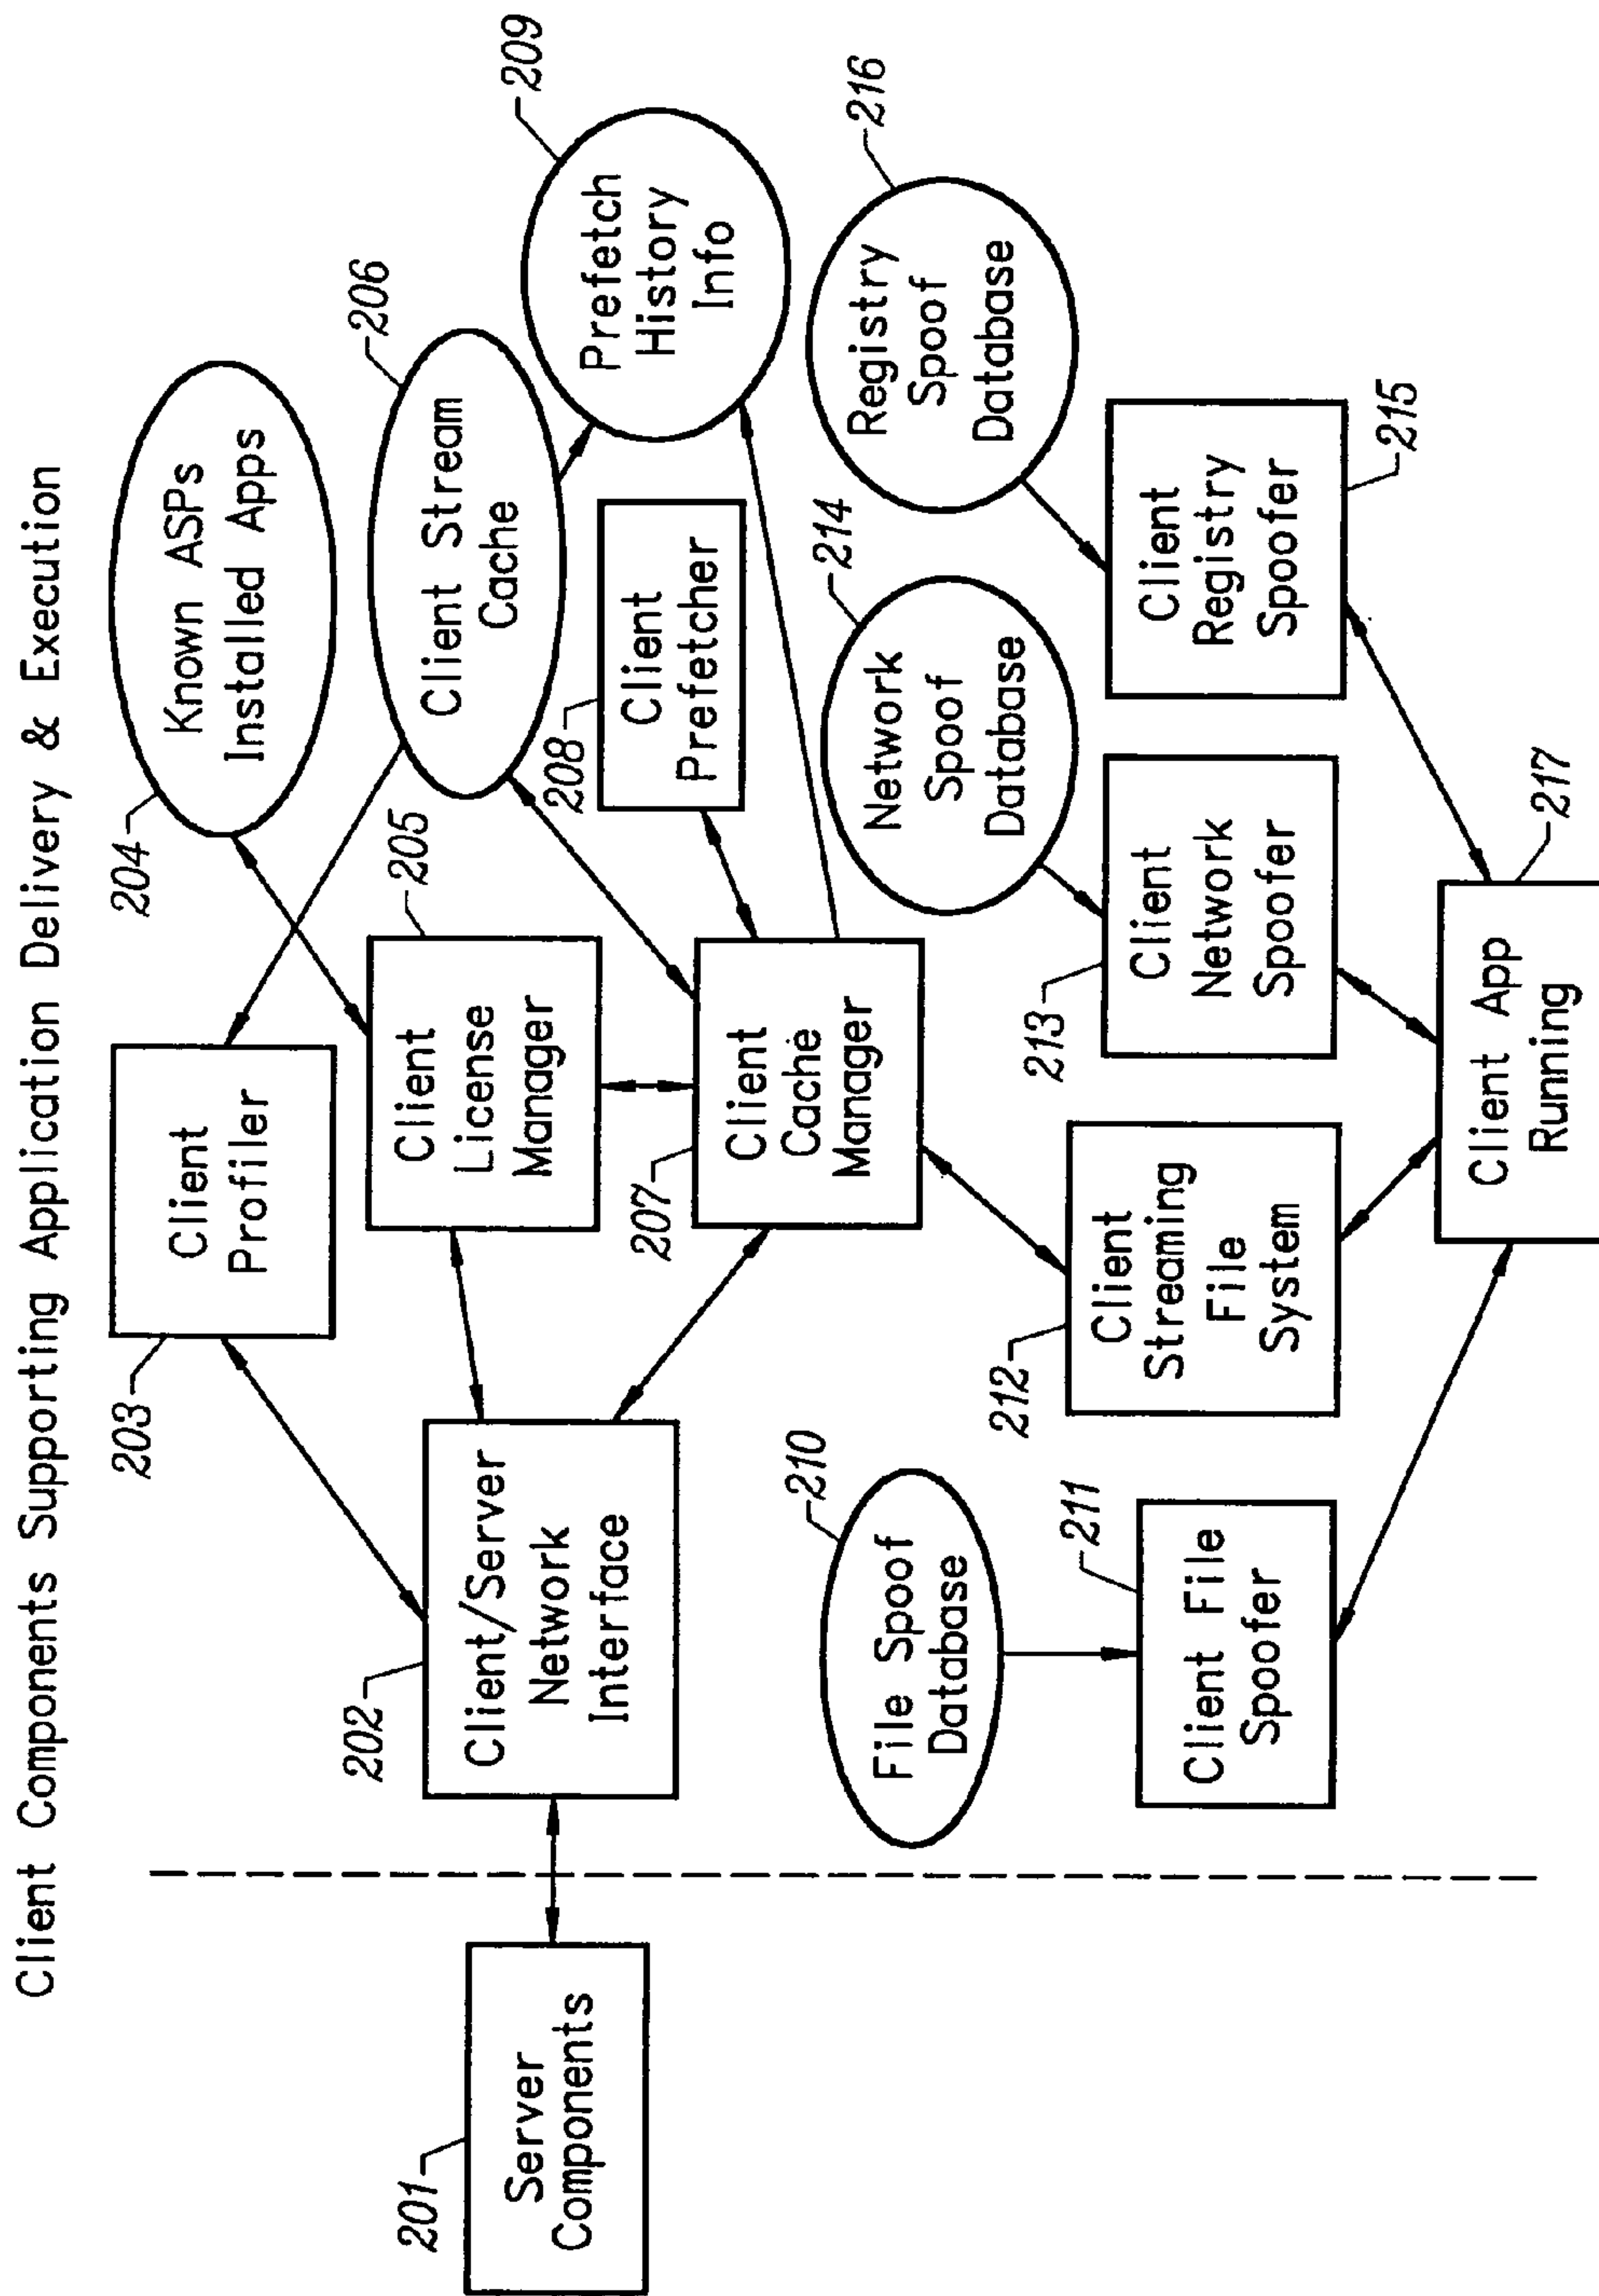 Client Components Supporting Application Delivery & Execution
201
Server
Components
202
Client/Server
Network
Interface
203
Client
Profiler
204
Known ASPs
Installed Apps
205
Client
License
Manager
206
Client Stream
Cache
207
Client
Cache
Manager
208
Client
Prefetcher
209
Prefetch
History
Info
210
File Spoof
Database
211
Client File
Spoofer
212
Client
Streaming
File
System
213
Client
Network
Spoofer
214
Network
Spoof
Database
215
Client
Registry
Spoofer
216
Registry
Spoof
Database
217
Client App
Running